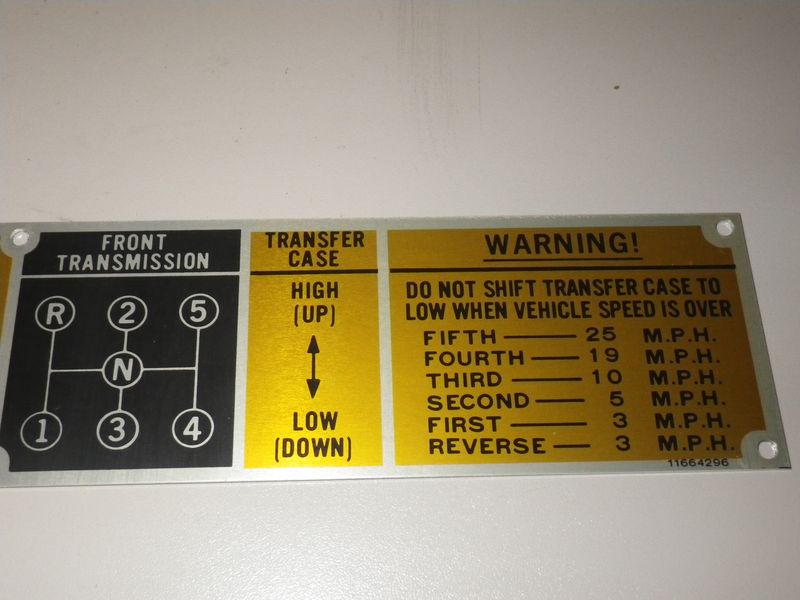 FRONT
TRANSMISSION
R 2 5
N
1 3 4
TRANSFER
CASE
HIGH
(UP)
LOW
(DOWN)
WARNING!
DO NOT SHIFT TRANSFER CASE TO
LOW WHEN VEHICLE SPEED IS OVER
FIFTH — 25 M.P.H.
FOURTH — 19 M.P.H.
THIRD — 10 M.P.H.
SECOND — 5 M.P.H.
FIRST — 3 M.P.H.
REVERSE — 3 M.P.H.
11664296